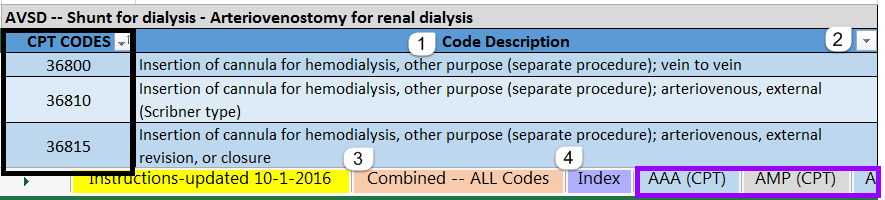 AVSD -- Shunt for dialysis - Arteriovenostomy for renal dialysis
CPT CODES 1 Code Description 2
36800 Insertion of cannula for hemodialysis, other purpose (separate procedure); vein to vein
36810 Insertion of cannula for hemodialysis, other purpose (separate procedure); arteriovenous, external
(Scribner type)
36815 Insertion of cannula for hemodialysis, other purpose (separate procedure); arteriovenous, external
revision, or closure
3 4
Instructions-updated 10-1-2016 Combined -- ALL Codes Index AAA (CPT) AMP (CPT) A